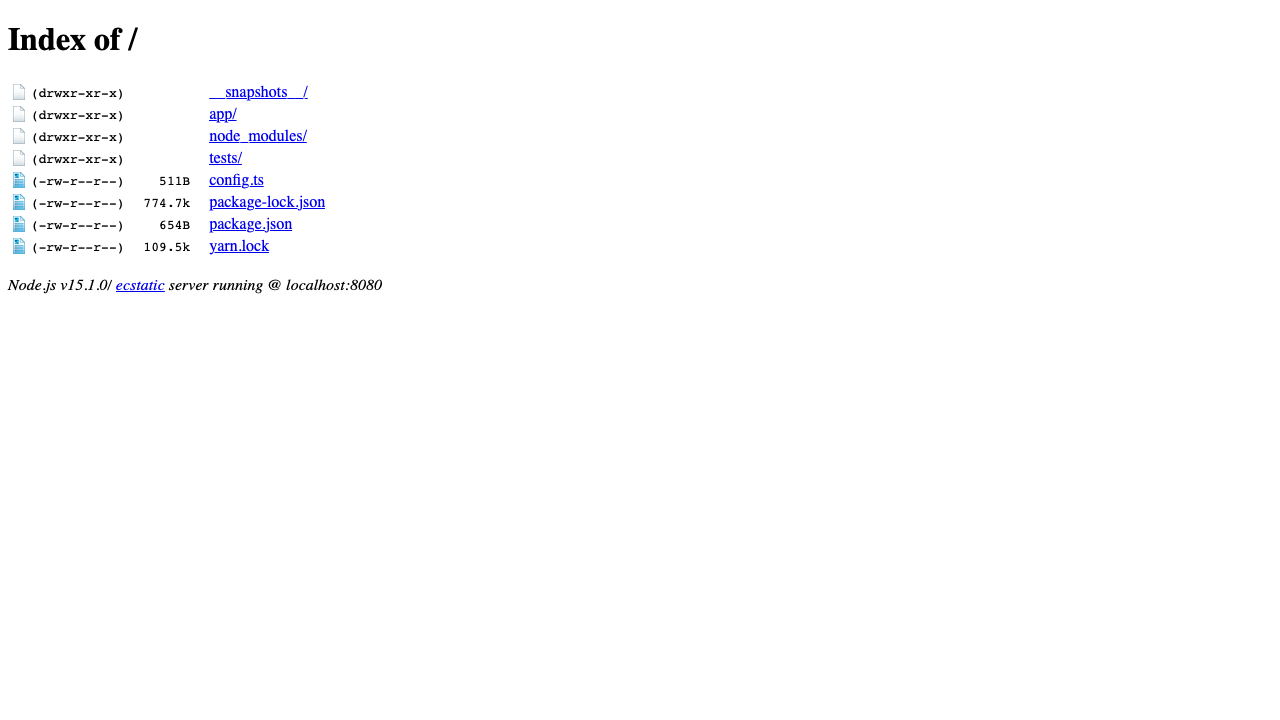 Index of /
(drwxr-xr-x) __snapshots__/
(drwxr-xr-x) app/
(drwxr-xr-x) node_modules/
(drwxr-xr-x) tests/
(-rw-r--r--) 511B config.ts
(-rw-r--r--) 774.7k package-lock.json
(-rw-r--r--) 654B package.json
(-rw-r--r--) 109.5k yarn.lock
Node.js v15.1.0/ ecstatic server running @ localhost:8080